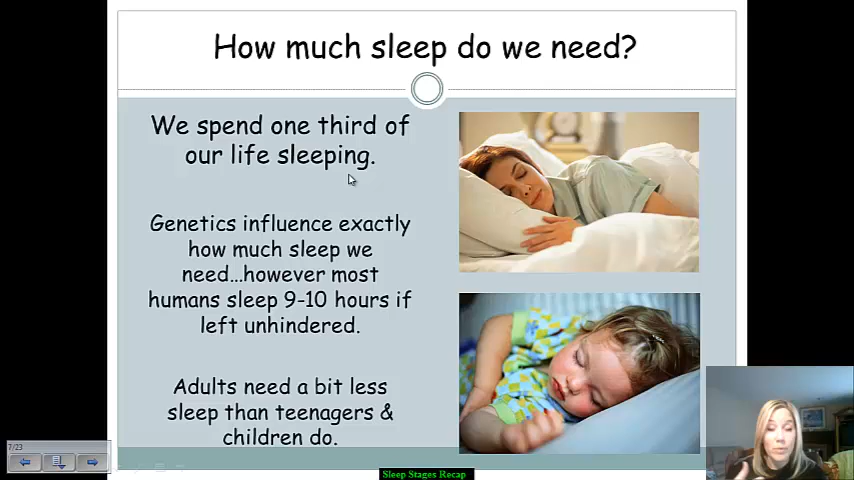 How much sleep do we need?
We spend one third of
our life sleeping.
Genetics influence exactly
how much sleep we
need...however most
humans sleep 9-10 hours if
left unhindered.
Adults need a bit less
sleep than teenagers &
children do.
7/23
Sleep Stages Recap